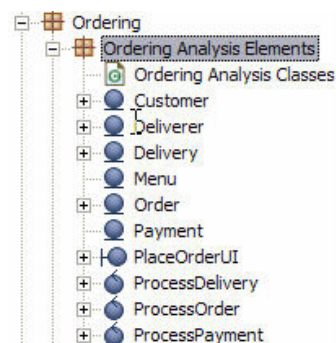 Ordering
Ordering Analysis Elements
Ordering Analysis Classes
Customer
Deliverer
Delivery
Menu
Order
Payment
PlaceOrderUI
ProcessDelivery
ProcessOrder
ProcessPayment